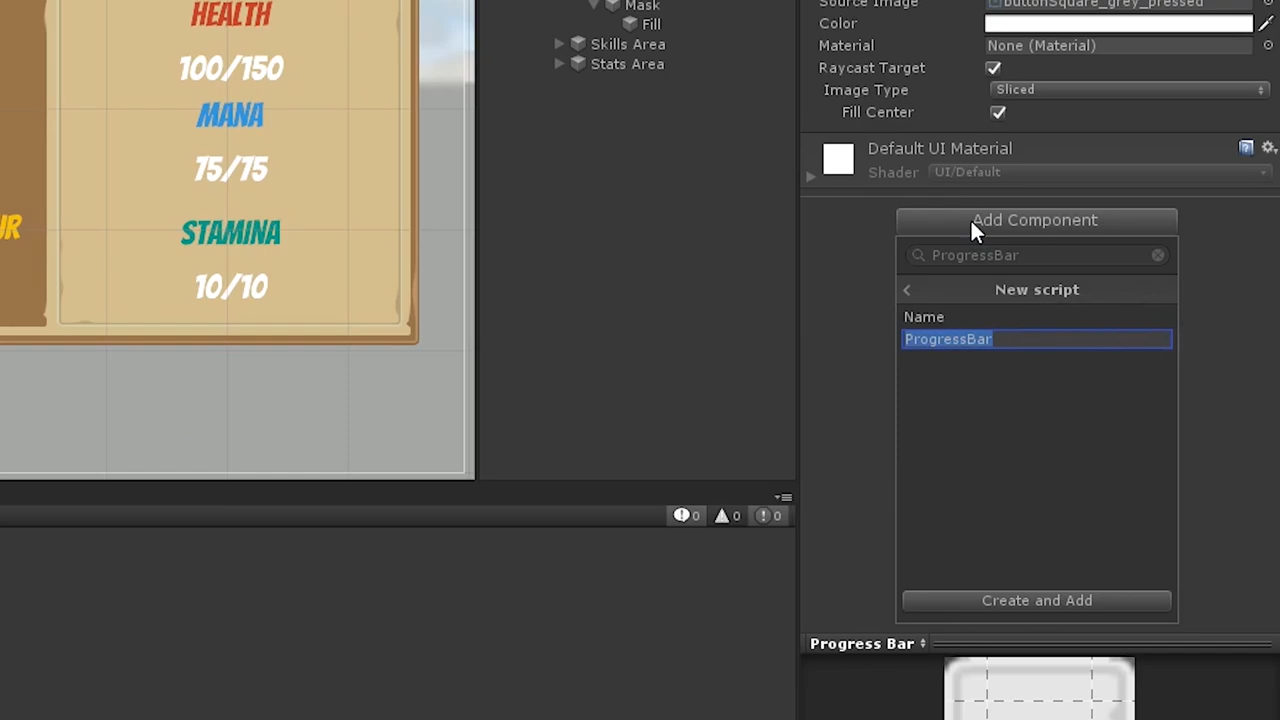 HEALTH
100/150
MANA
75/75
UR
STAMINA
10/10
Mask
Fill
Skills Area
Stats Area
Source Image
buttonSquare_grey_pressed
Color
Material
None (Material)
Raycast Target
Image Type
Sliced
Fill Center
Default UI Material
Shader
UI/Default
Add Component
ProgressBar
New script
Name
ProgressBar
Create and Add
0
0
0
Progress Bar